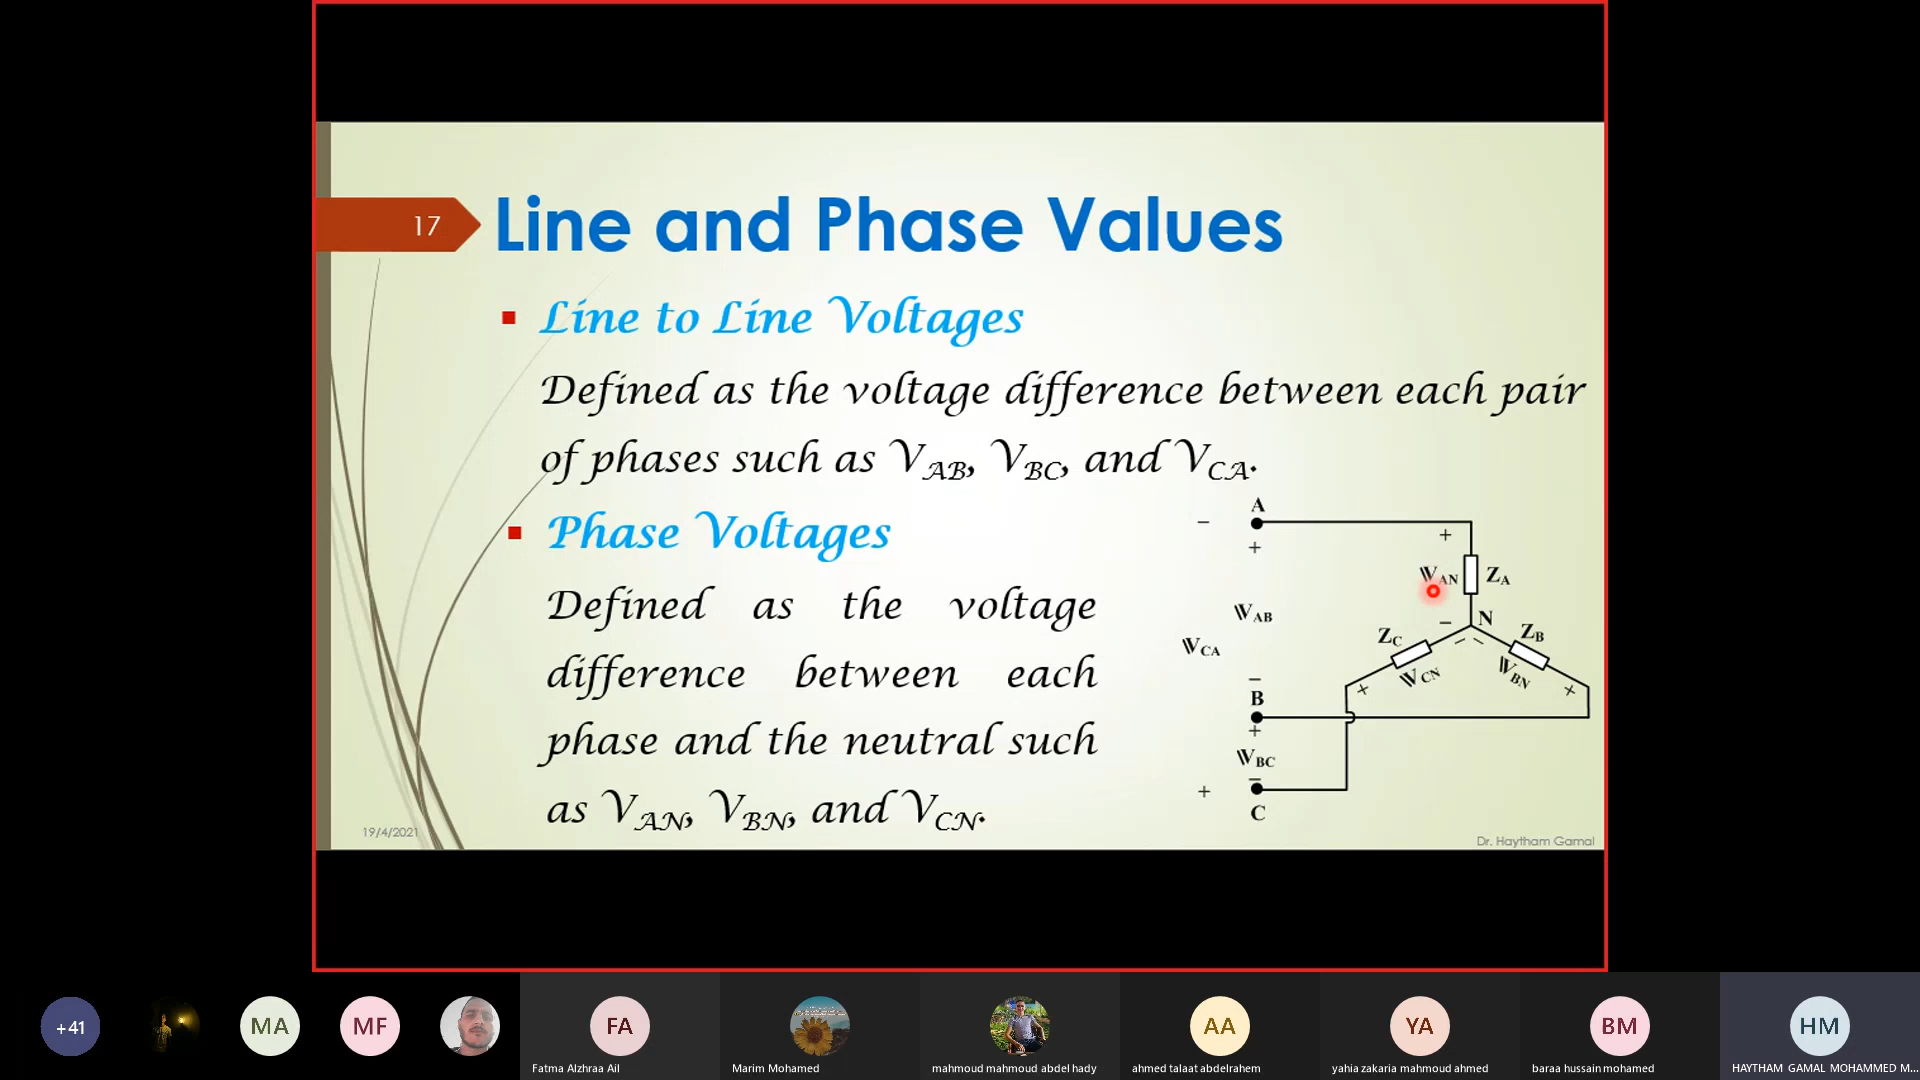 17
Line and Phase Values
▪ Line to Line Voltages
Defined as the voltage difference between each pair
of phases such as V_AB, V_BC, and V_CA.
▪ Phase Voltages
Defined as the voltage
difference between each
phase and the neutral such
as V_AN, V_BN, and V_CN.
A
− +
+
V_AN Z_A
V_AB
− N
Z_C Z_B
V_CA
V_CN V_BN
−
B
+ +
+
V_BC
−
+
C
19/4/2021
Dr. Haytham Gamal
+41
MA
MF
FA
AA
YA
BM
HM
Fatma Alzhraa Ail
Marim Mohamed
mahmoud mahmoud abdel hady
ahmed talaat abdelrahem
yahia zakaria mahmoud ahmed
baraa hussain mohamed
HAYTHAM GAMAL MOHAMMED M...